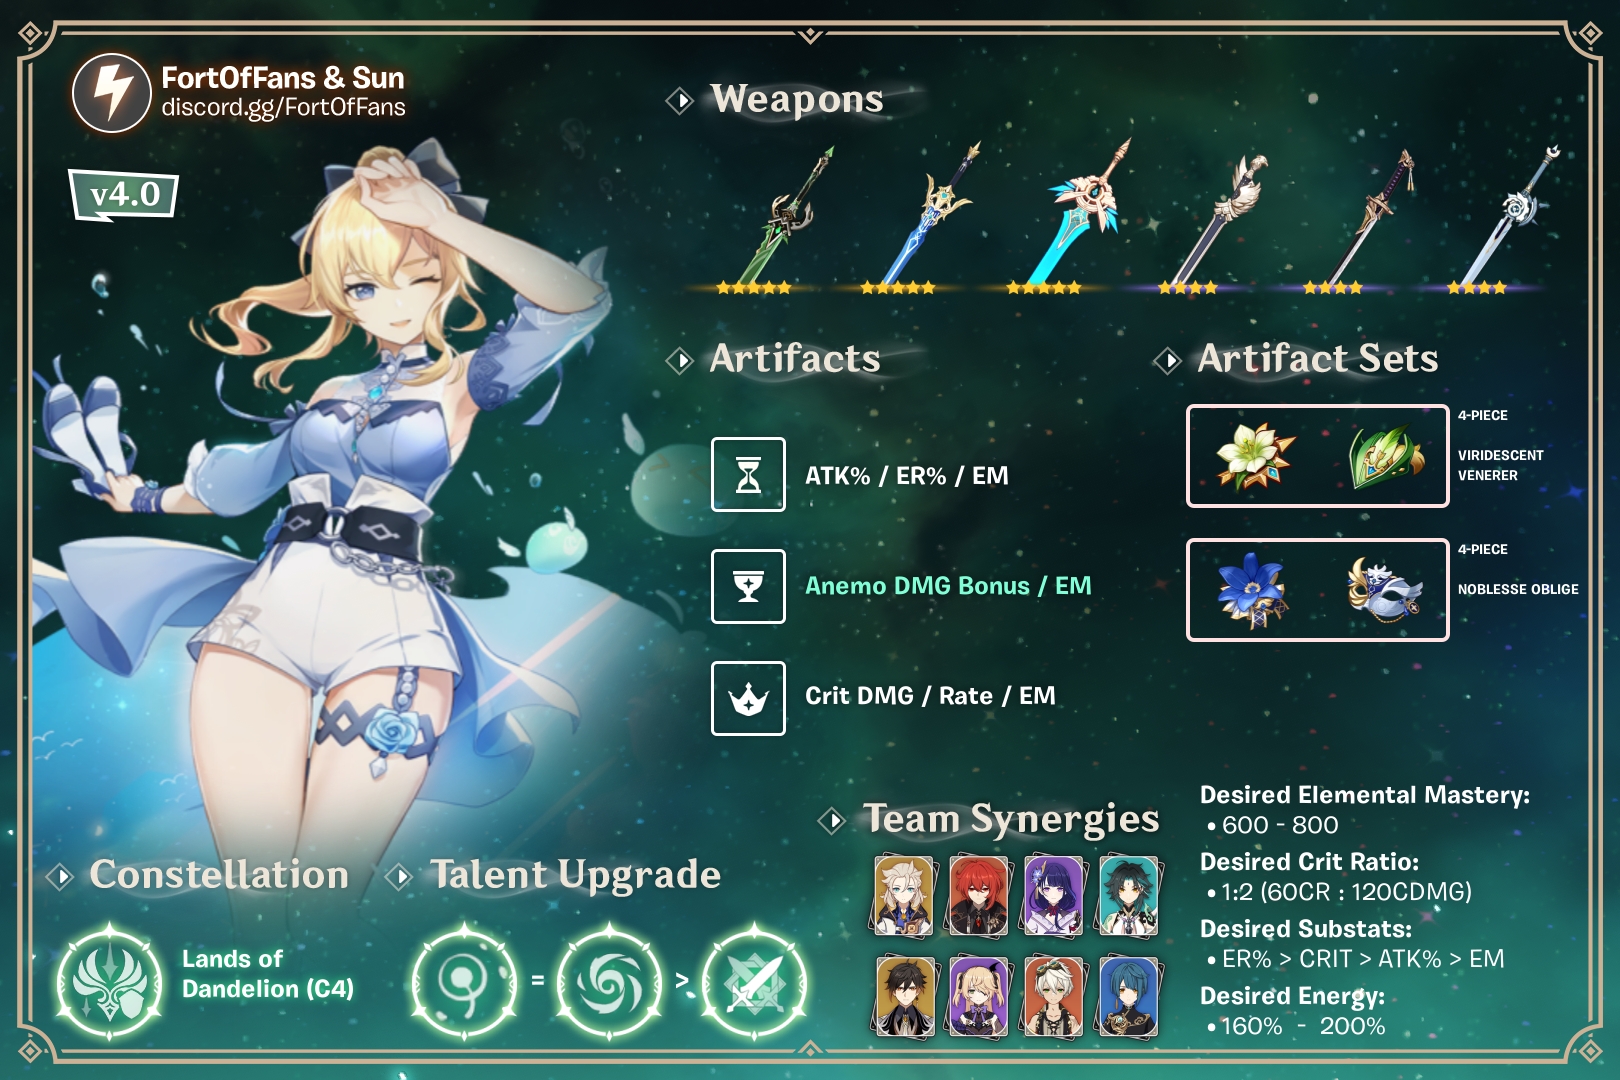 FortOfFans & Sun
discord.gg/FortOfFans
v4.0
Weapons
Artifacts
ATK% / ER% / EM
Anemo DMG Bonus / EM
Crit DMG / Rate / EM
Artifact Sets
4-PIECE
VIRIDESCENT
VENERER
4-PIECE
NOBLESSE OBLIGE
Constellation
Lands of
Dandelion (C4)
Talent Upgrade
= >
Team Synergies
Desired Elemental Mastery:
• 600 - 800
Desired Crit Ratio:
• 1:2 (60CR : 120CDMG)
Desired Substats:
• ER% > CRIT > ATK% > EM
Desired Energy:
• 160% - 200%